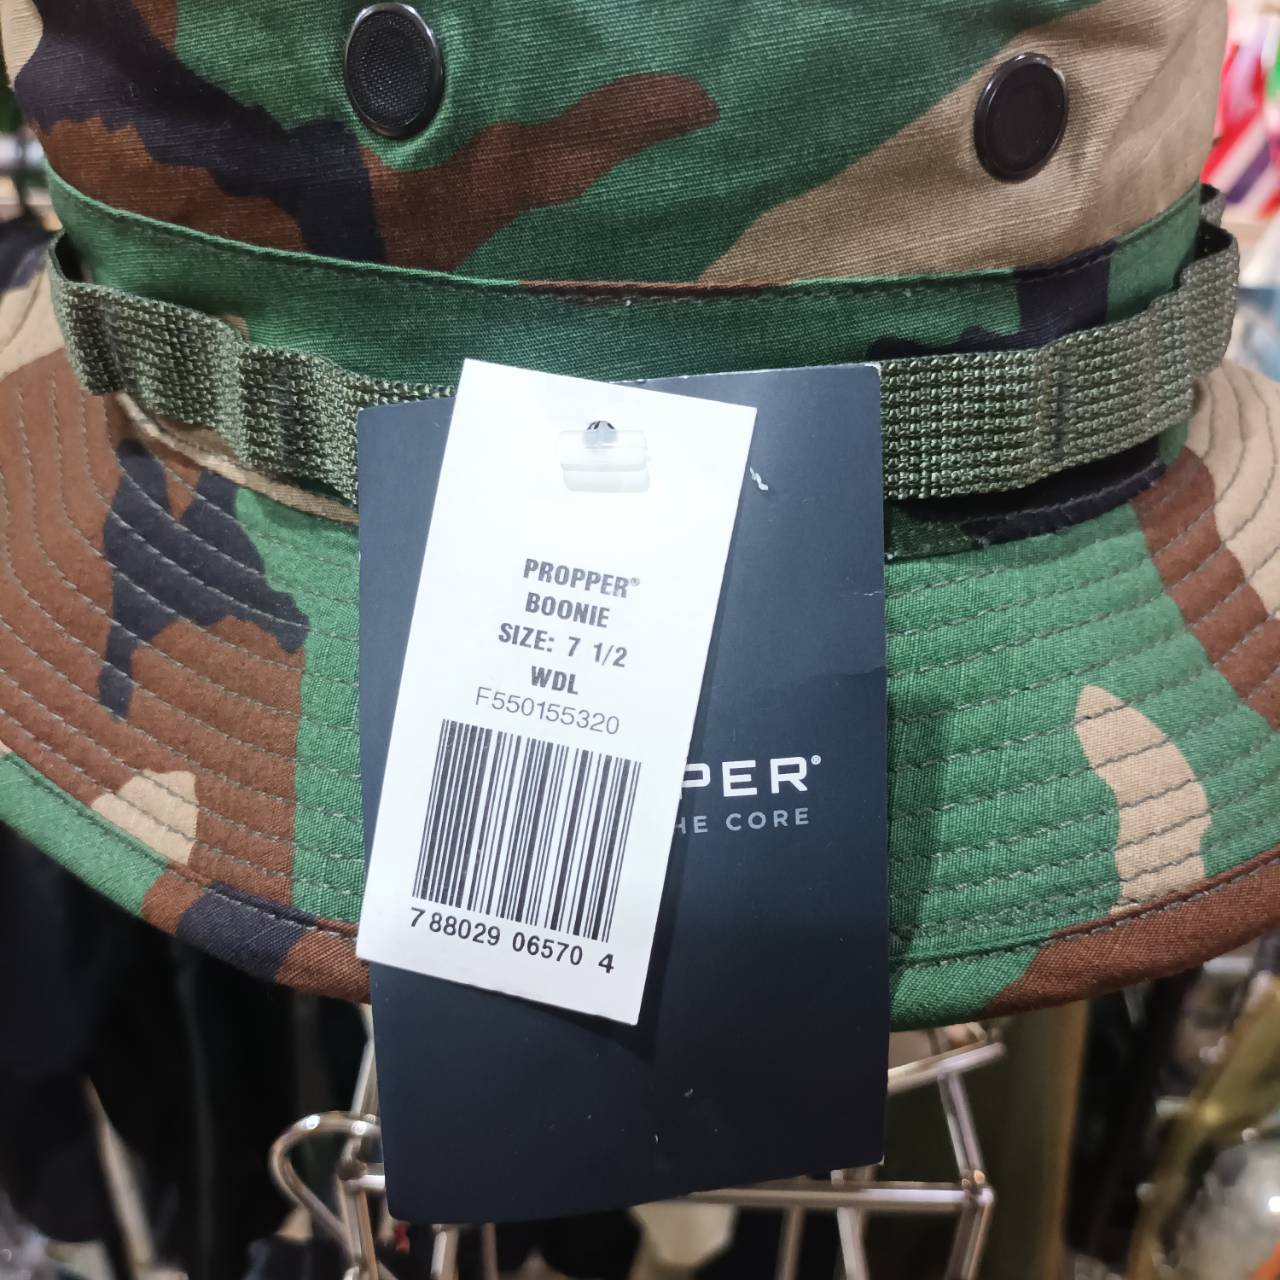 PROPPER®
BOONIE
SIZE: 7 1/2
WDL
F550155320
7 88029 06570 4
PER®
HE CORE